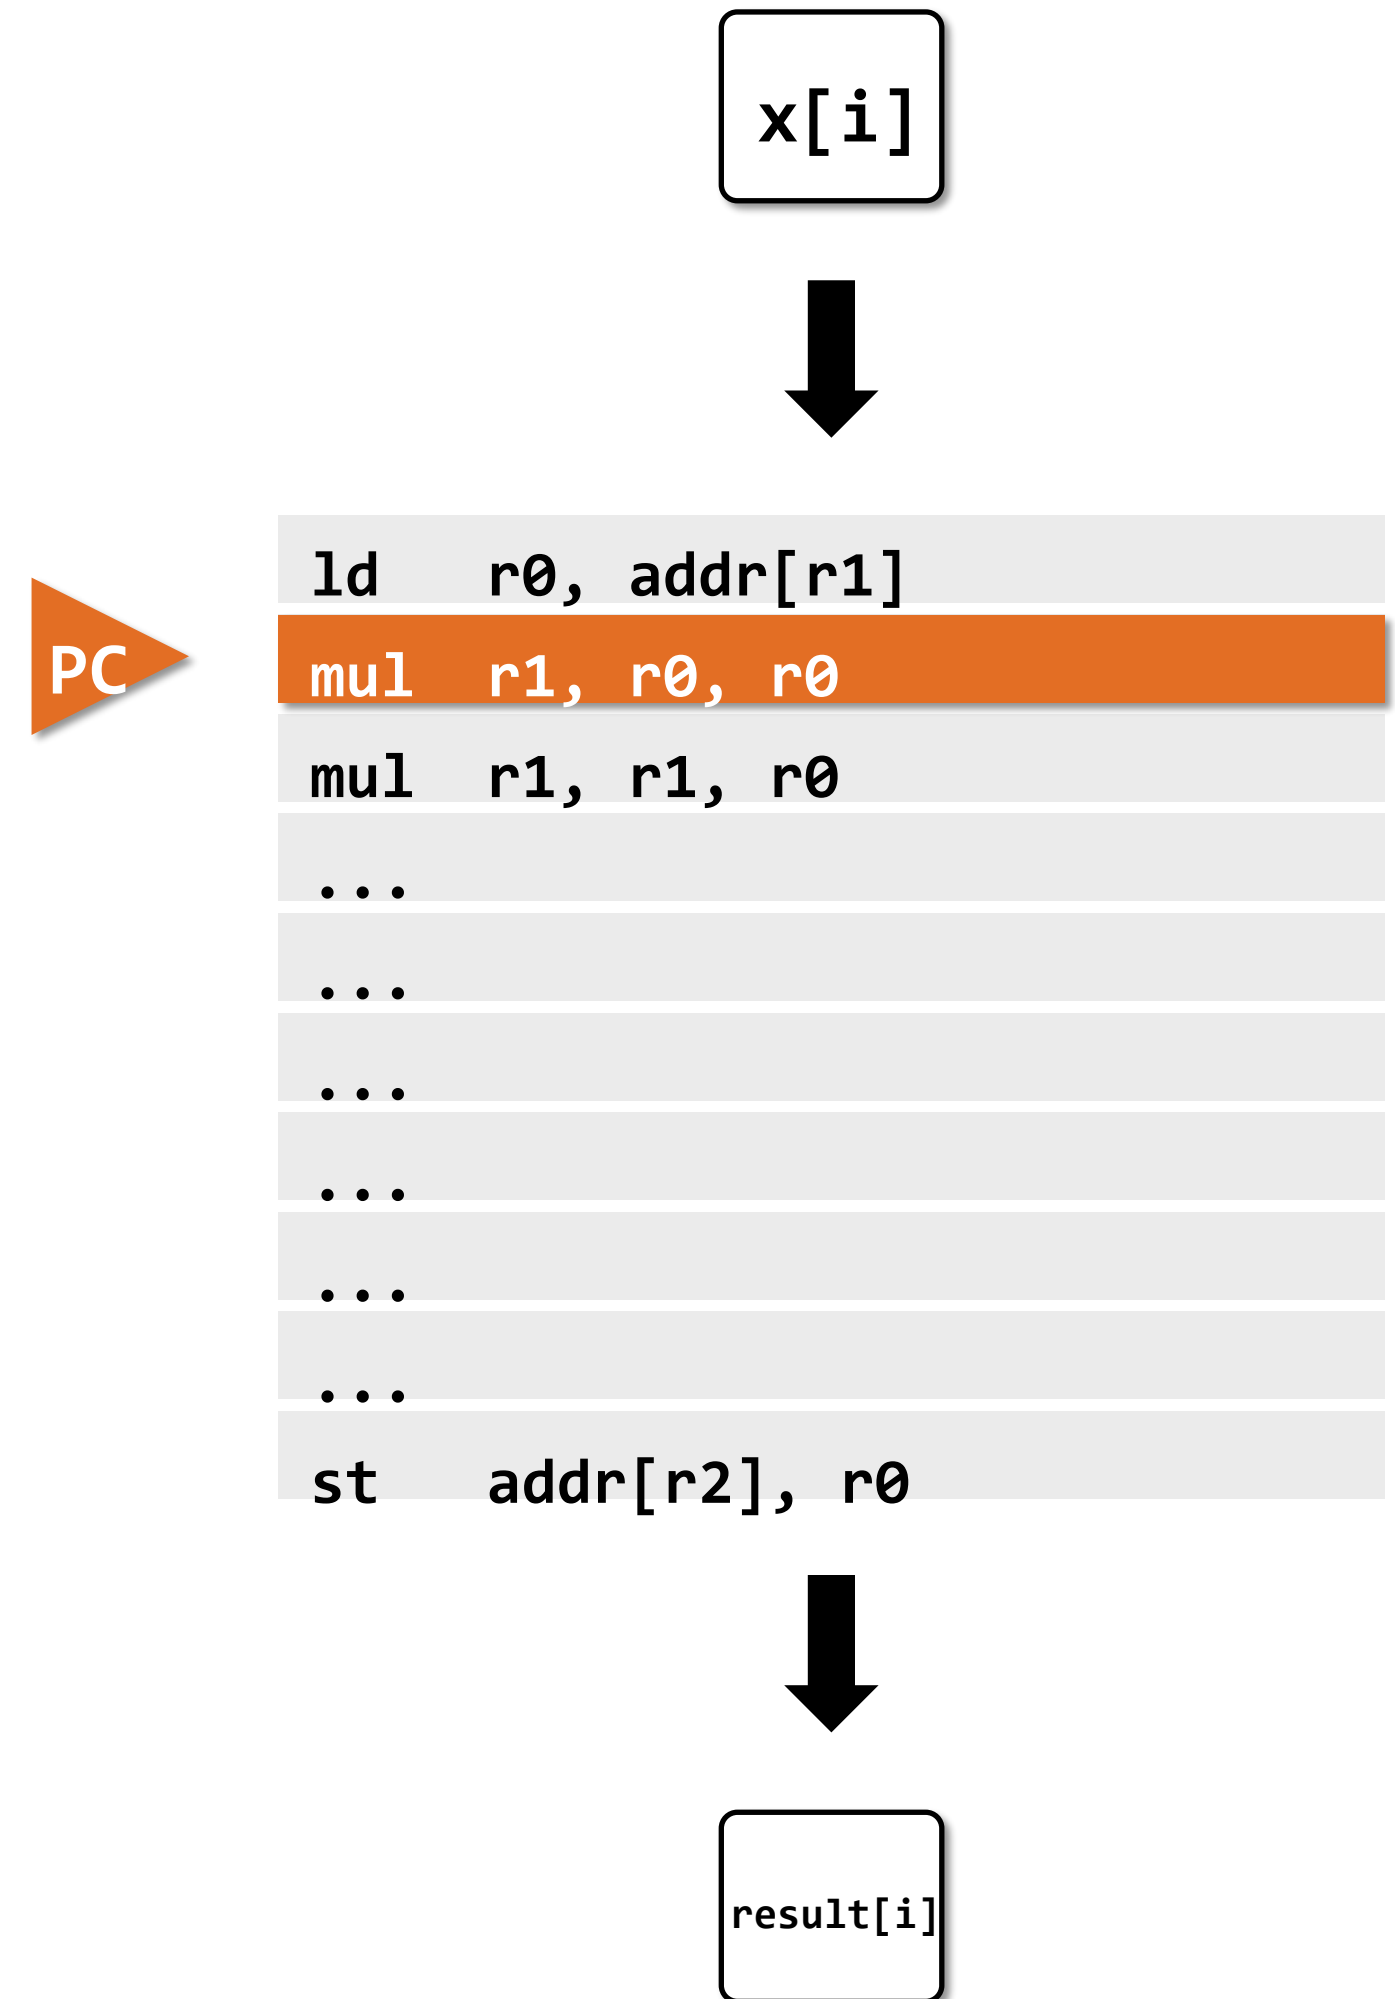 x[i]
ld r0, addr[r1]
PC
mul r1, r0, r0
mul r1, r1, r0
...
...
...
...
...
...
st addr[r2], r0
result[i]